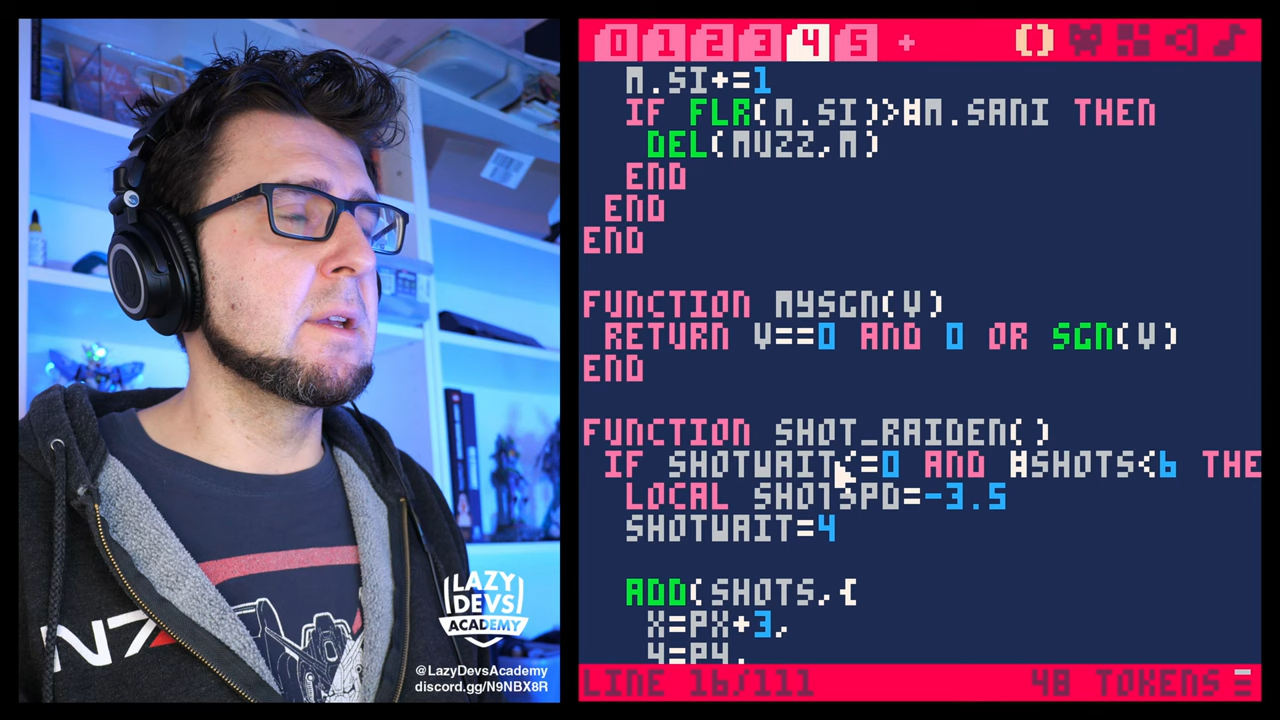 N7
LAZY
DEVS
ACADEMY
@LazyDevsAcademy
discord.gg/N9NBX8R
0 1 2 3 4 5 +
M.SI+=1
IF FLR(M.SI)>#M.SANI THEN
DEL(MUZZ,M)
END
END
END
FUNCTION MYSGN(V)
RETURN V==0 AND 0 OR SGN(V)
END
FUNCTION SHOT_RAIDEN()
IF SHOTWAIT<=0 AND #SHOTS<6 THE
LOCAL SHOTSPD=-3.5
SHOTWAIT=4
ADD(SHOTS,{
X=PX+3,
Y=PY,
LINE 16/111
48 TOKENS